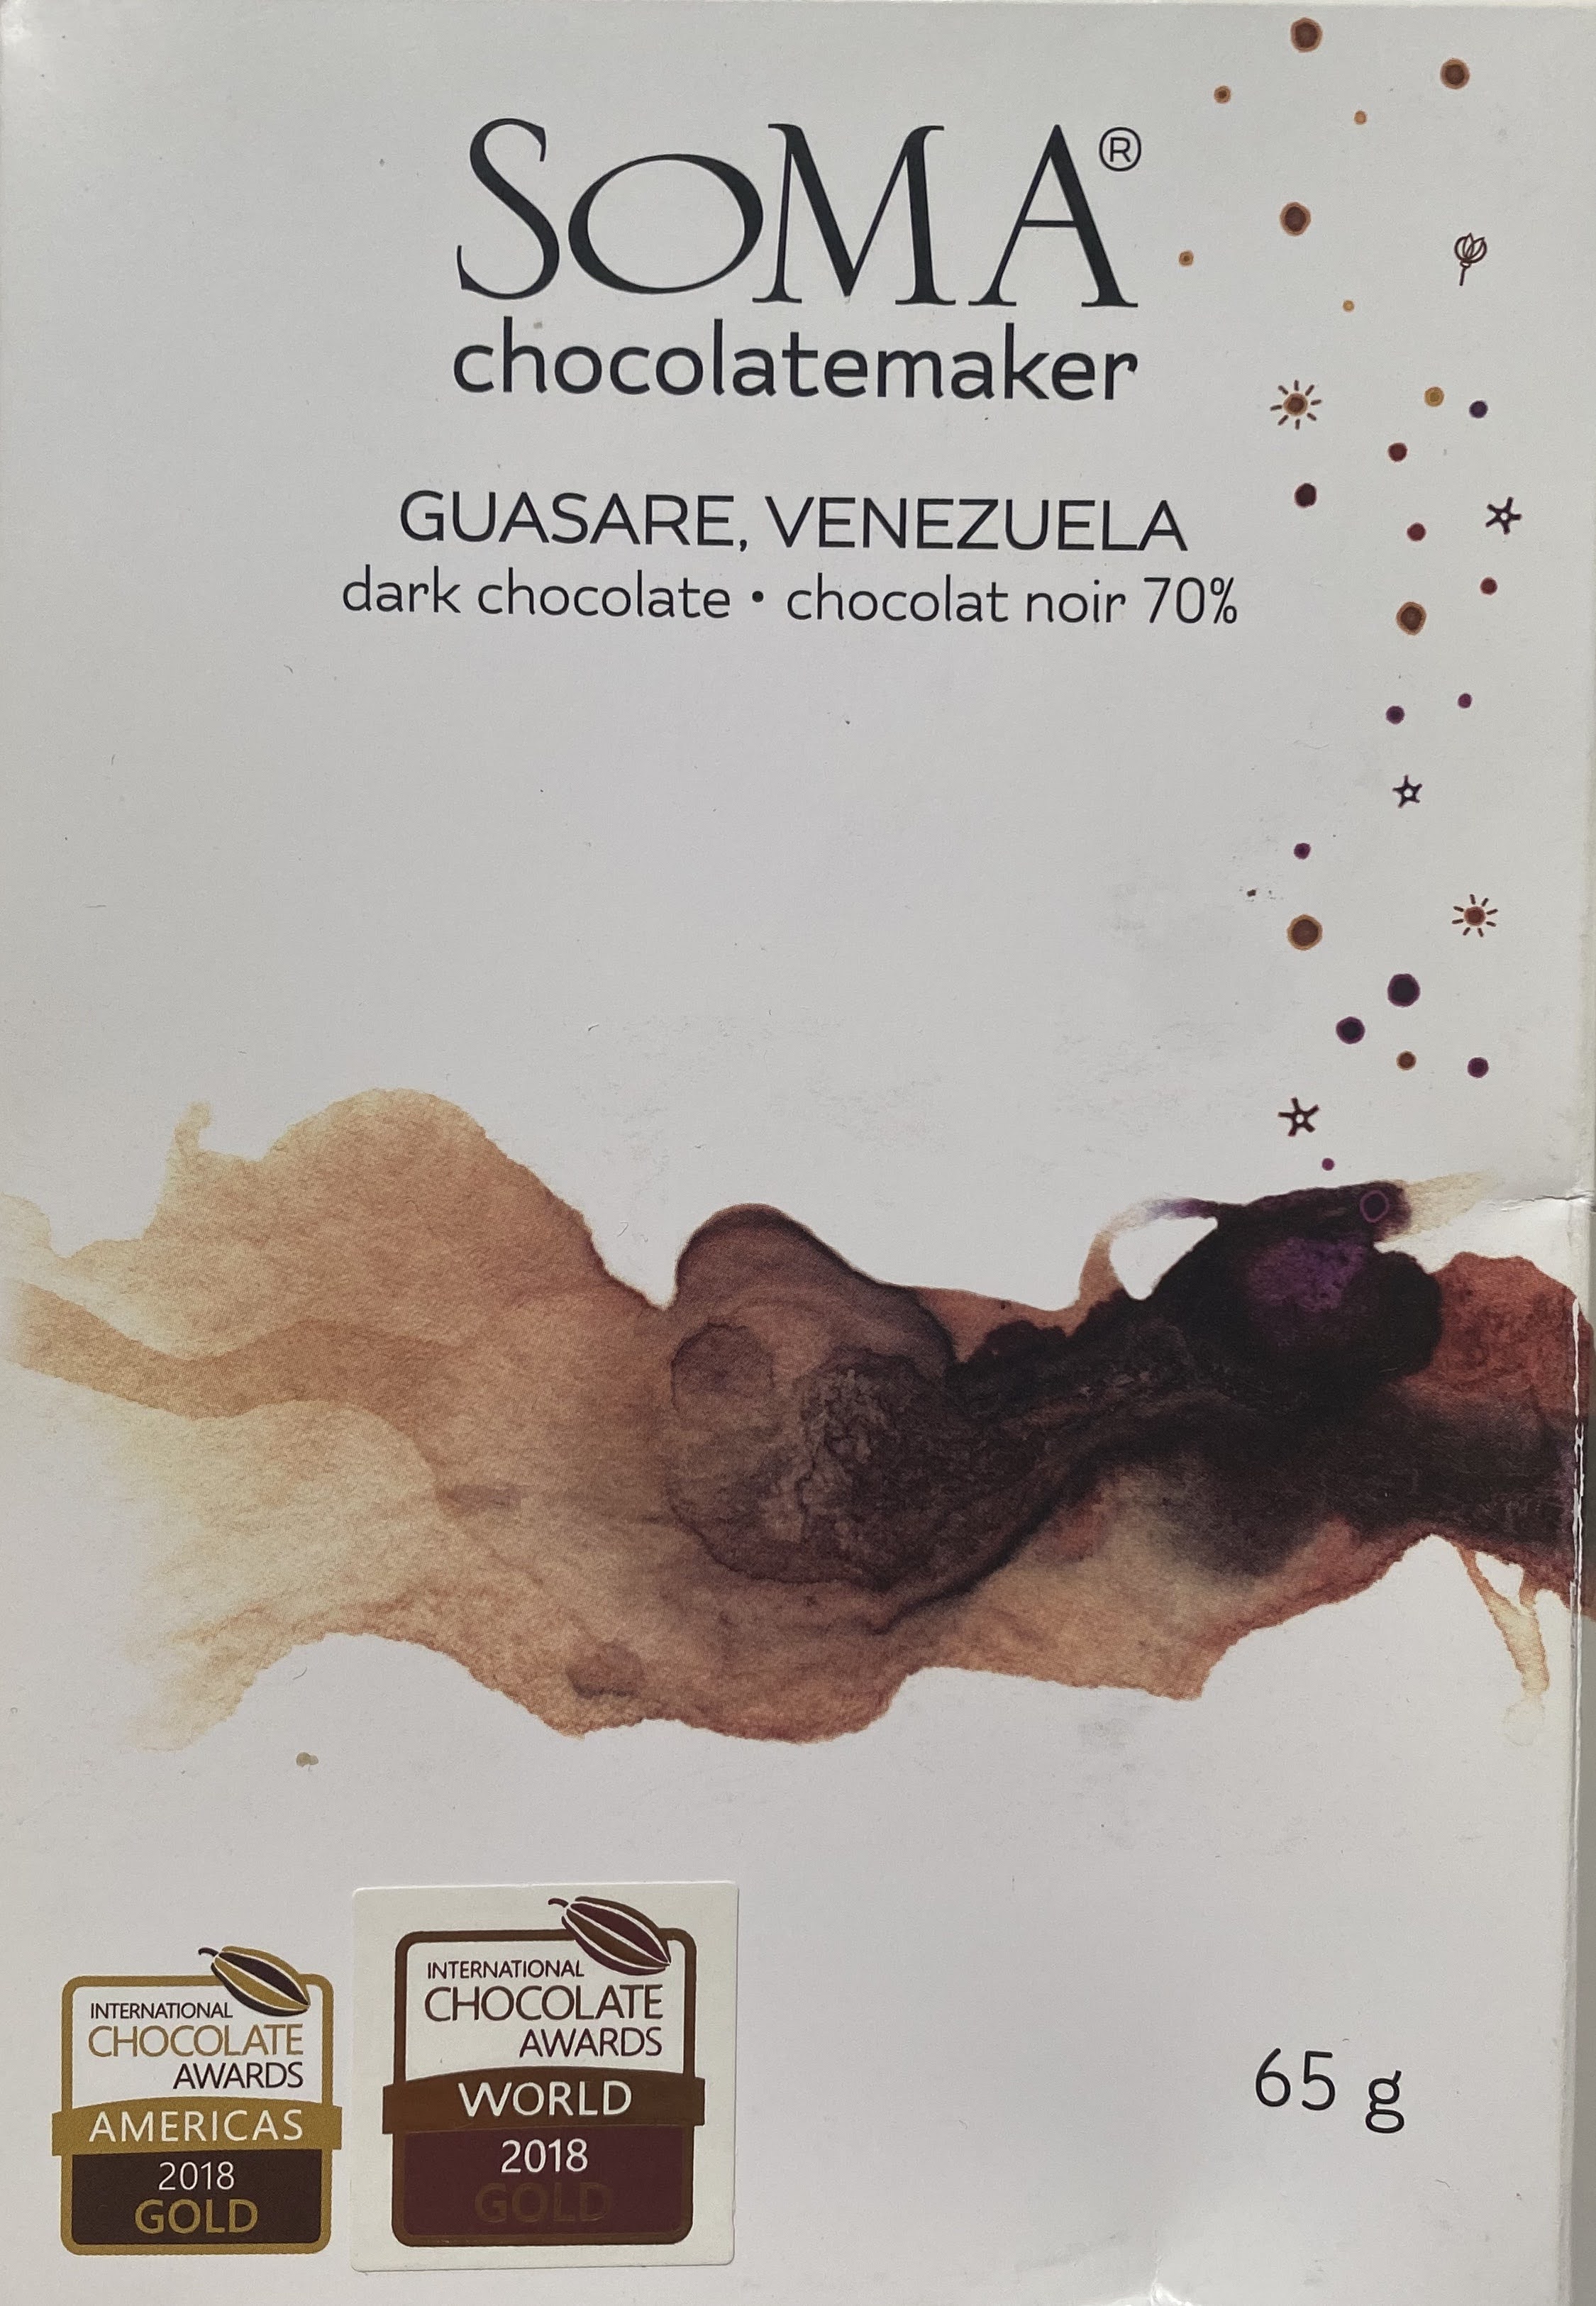 SOMA®
chocolatemaker
GUASARE, VENEZUELA
dark chocolate • chocolat noir 70%
INTERNATIONAL
CHOCOLATE
AWARDS
AMERICAS
2018
GOLD
INTERNATIONAL
CHOCOLATE
AWARDS
WORLD
2018
GOLD
65 g